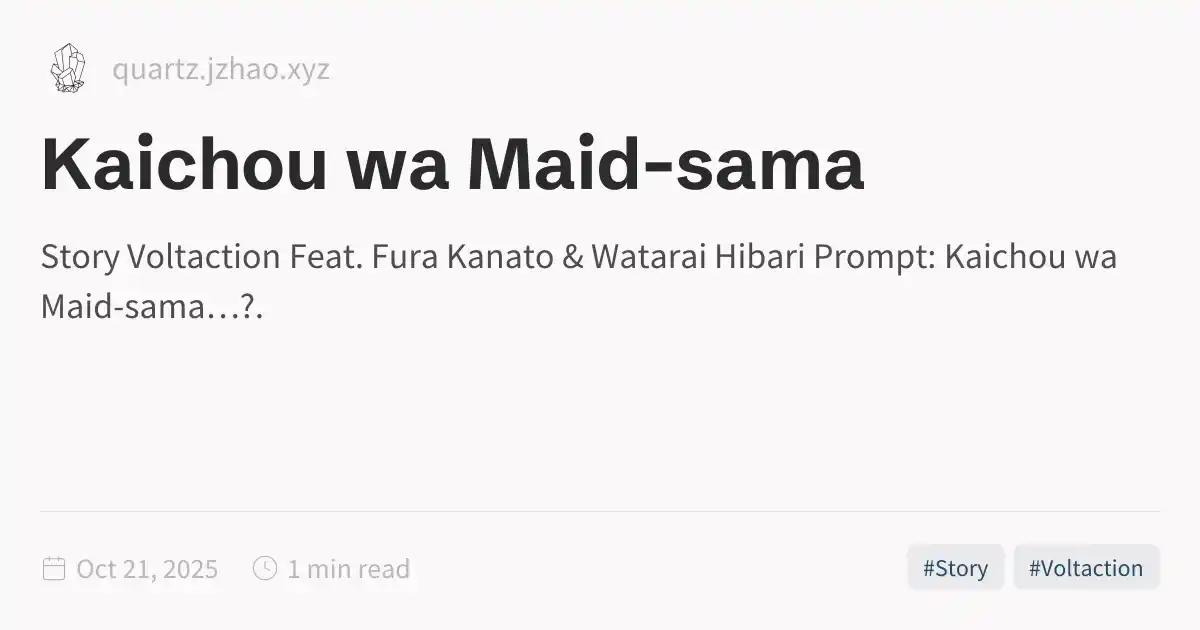 quartz.jzhao.xyz
Kaichou wa Maid-sama
Story Voltaction Feat. Fura Kanato & Watarai Hibari Prompt: Kaichou wa
Maid-sama…?.
Oct 21, 2025
1 min read
#Story
#Voltaction